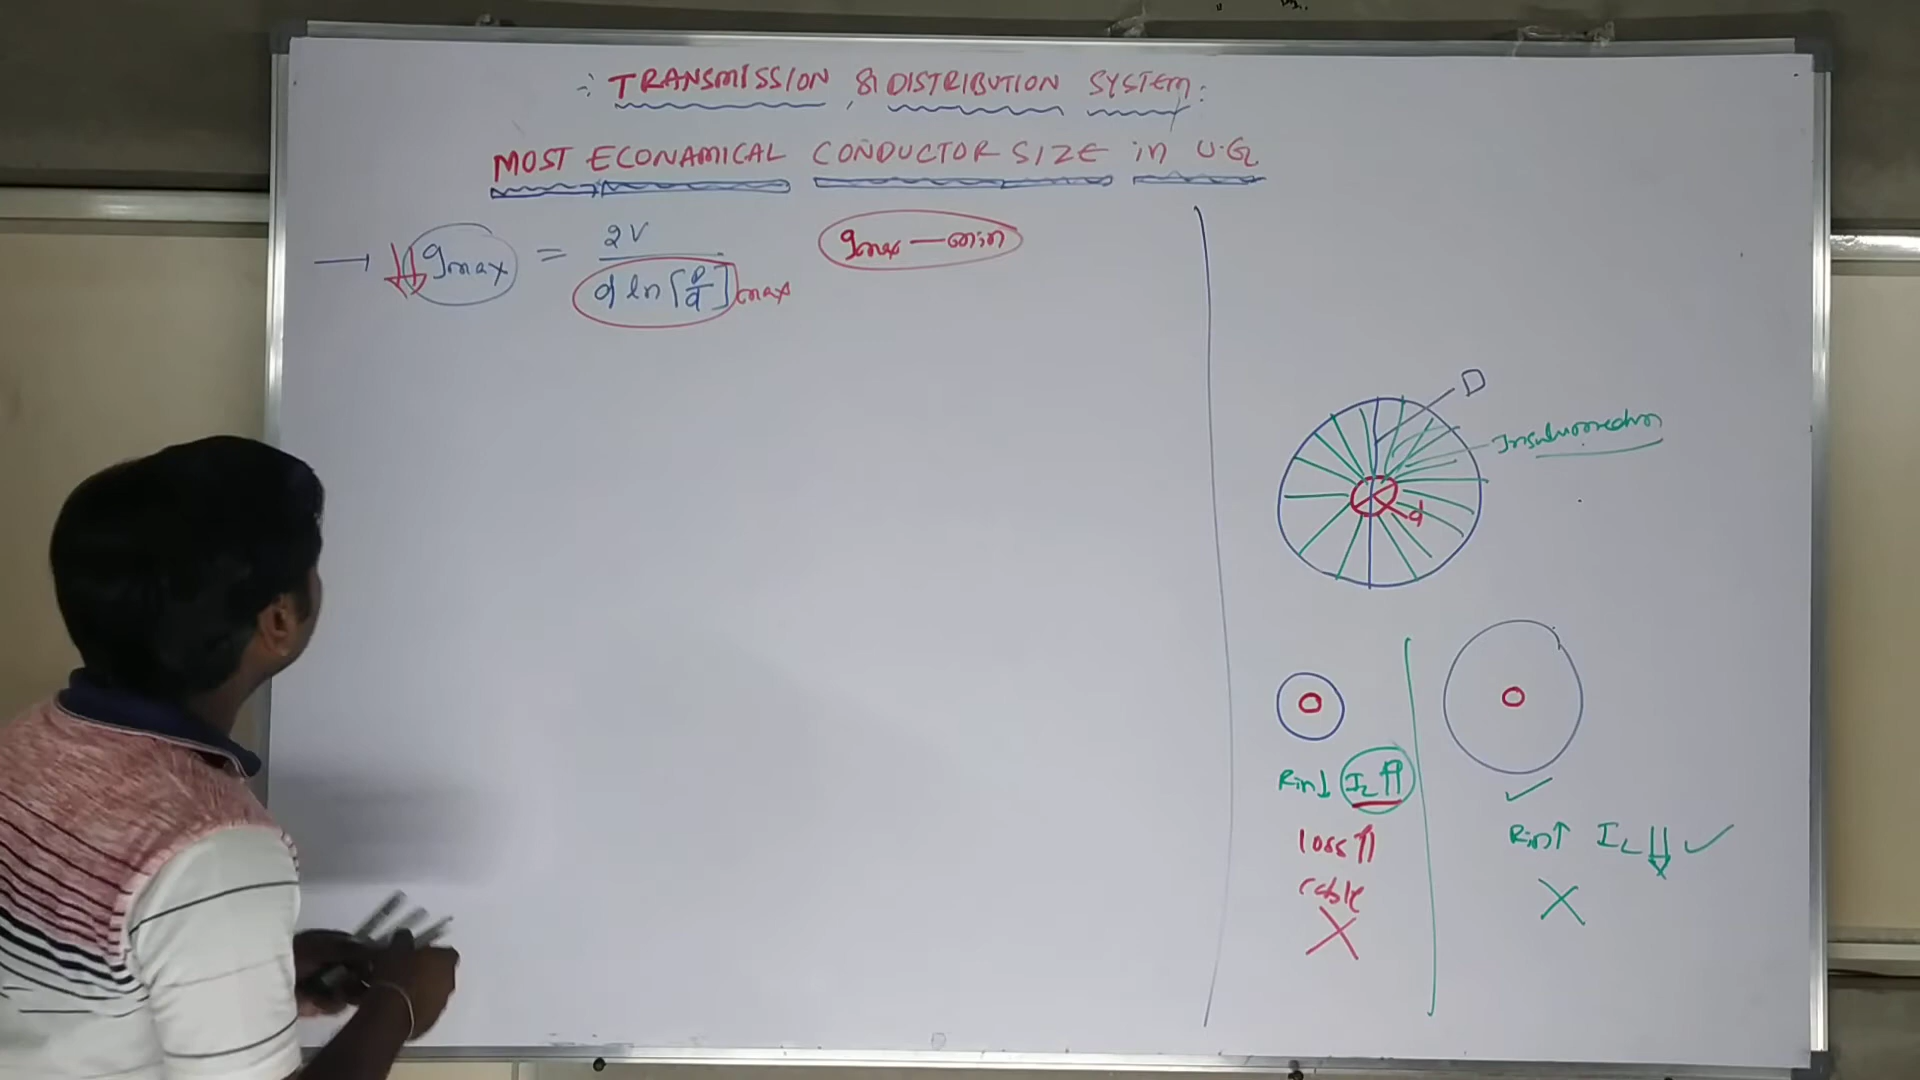 ∴ TRANSMISSION & DISTRIBUTION SYSTEM:
MOST ECONAMICAL CONDUCTOR SIZE in U.G
→ ↓↓ gmax = 2V / d ln [D/d] max
gmax — min
D
d
Rin↓ IL ⇈
loss ⇈
cable
X
✓
Rin↑ IL ⇊ ✓
X